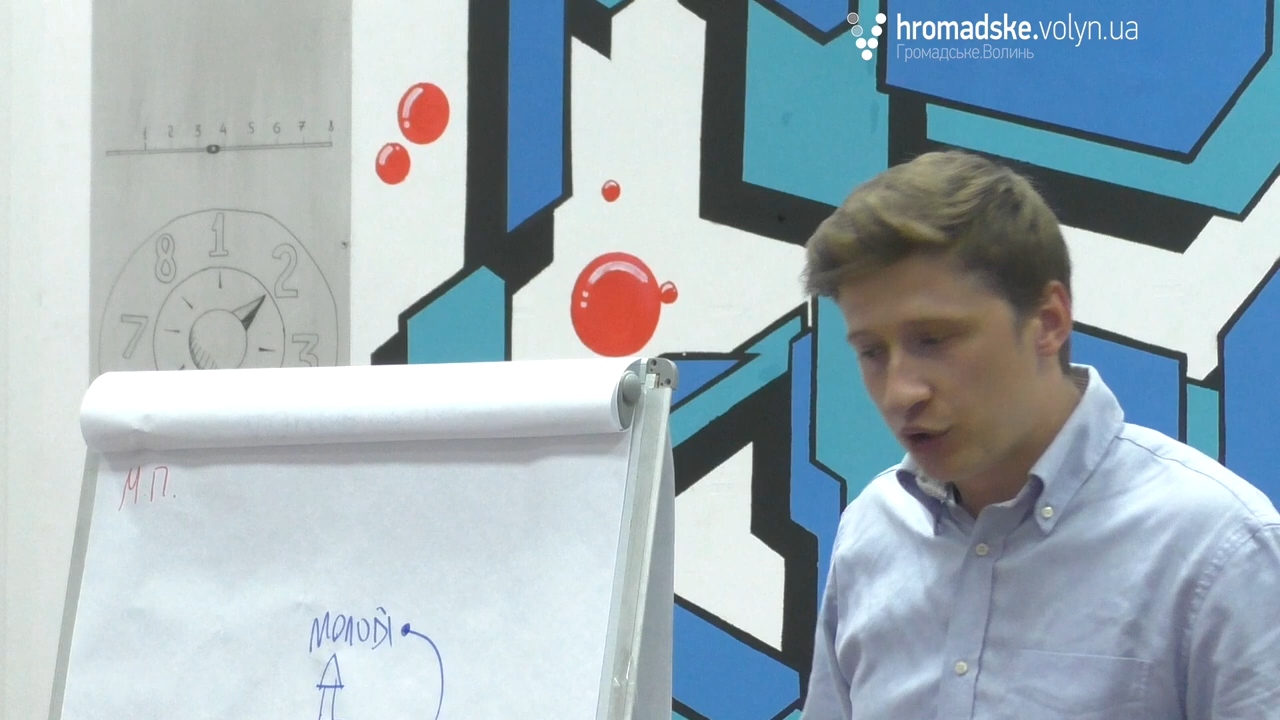 hromadske.volyn.ua
Громадське.Волинь
1 2 3 4 5 6 7 8
8 1 2
7 3
М.П.
МОЛОДІ